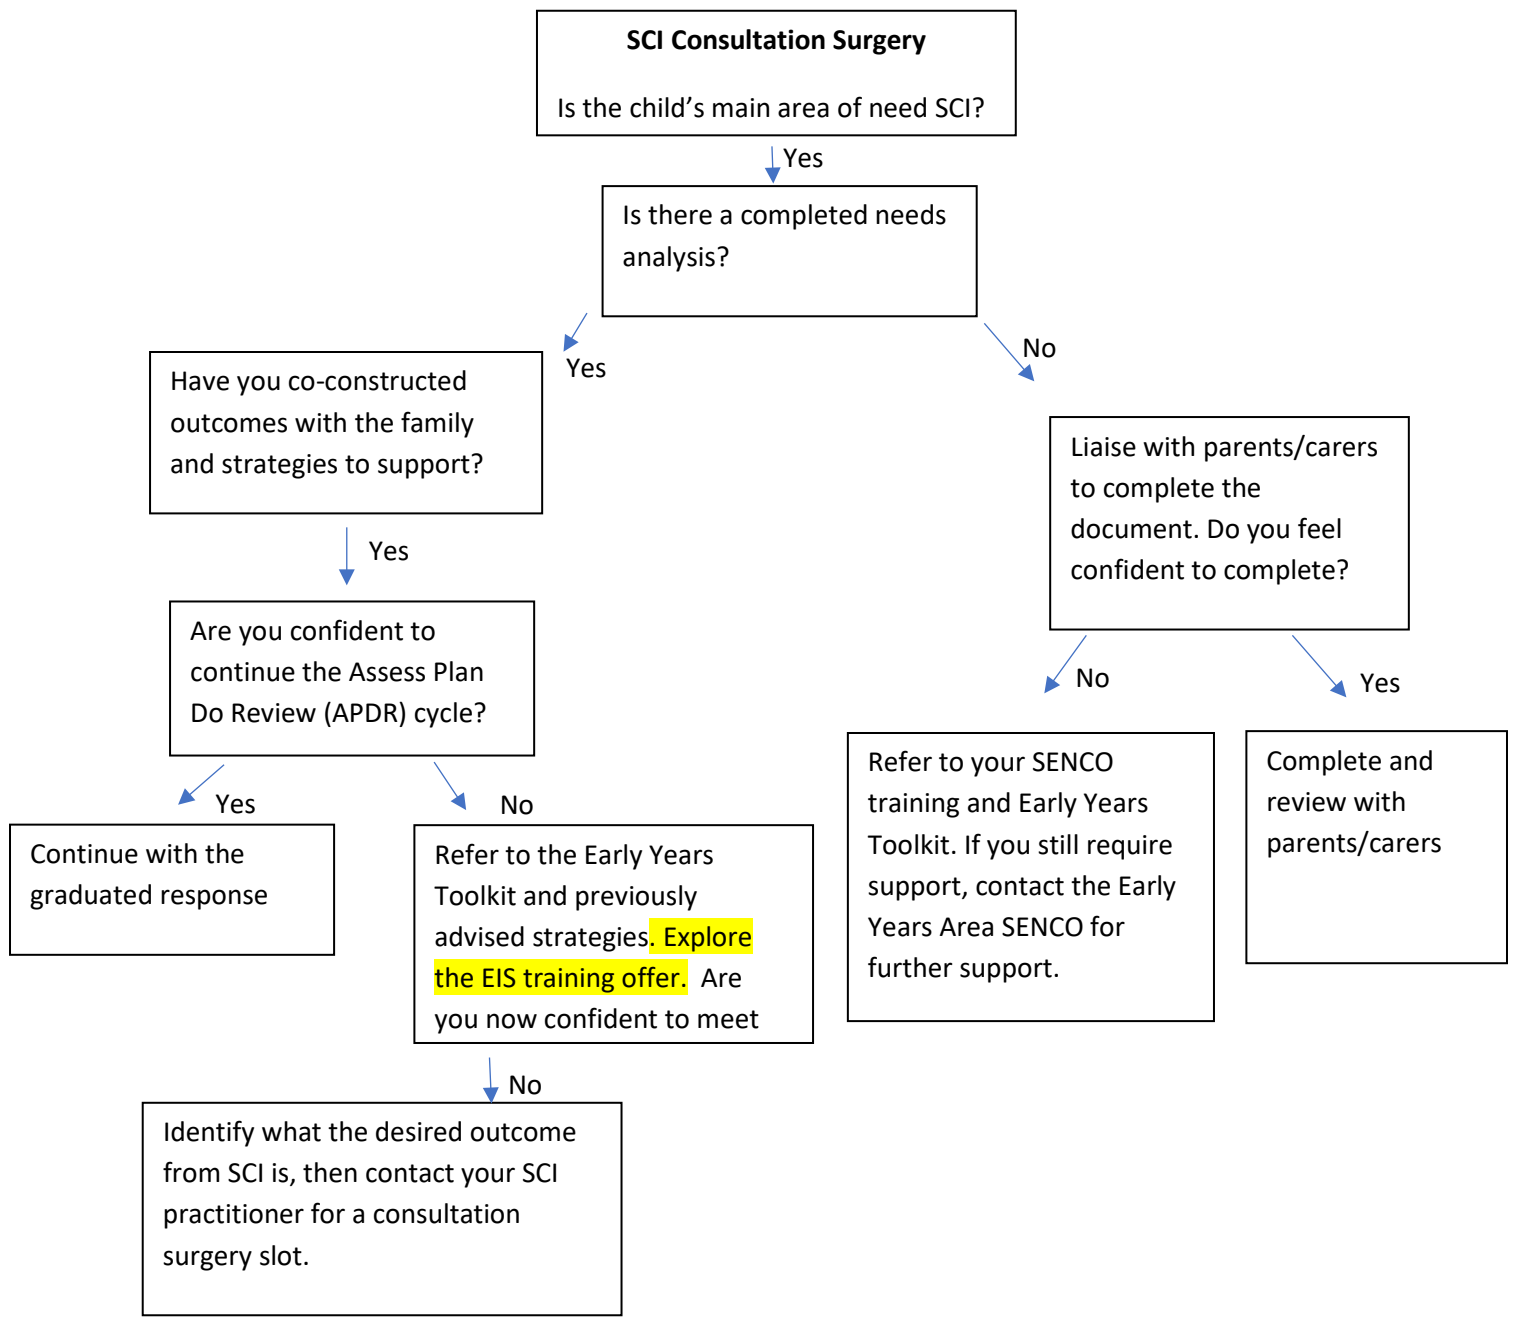 SCI Consultation Surgery
Is the child’s main area of need SCI?
Yes
Is there a completed needs
analysis?
Yes
No
Have you co-constructed
outcomes with the family
and strategies to support?
Liaise with parents/carers
to complete the
document. Do you feel
confident to complete?
Yes
Are you confident to
continue the Assess Plan
Do Review (APDR) cycle?
No
Yes
Yes
No
Refer to your SENCO
training and Early Years
Toolkit. If you still require
support, contact the Early
Years Area SENCO for
further support.
Complete and
review with
parents/carers
Continue with the
graduated response
Refer to the Early Years
Toolkit and previously
advised strategies. Explore
the EIS training offer.  Are
you now confident to meet
No
Identify what the desired outcome
from SCI is, then contact your SCI
practitioner for a consultation
surgery slot.